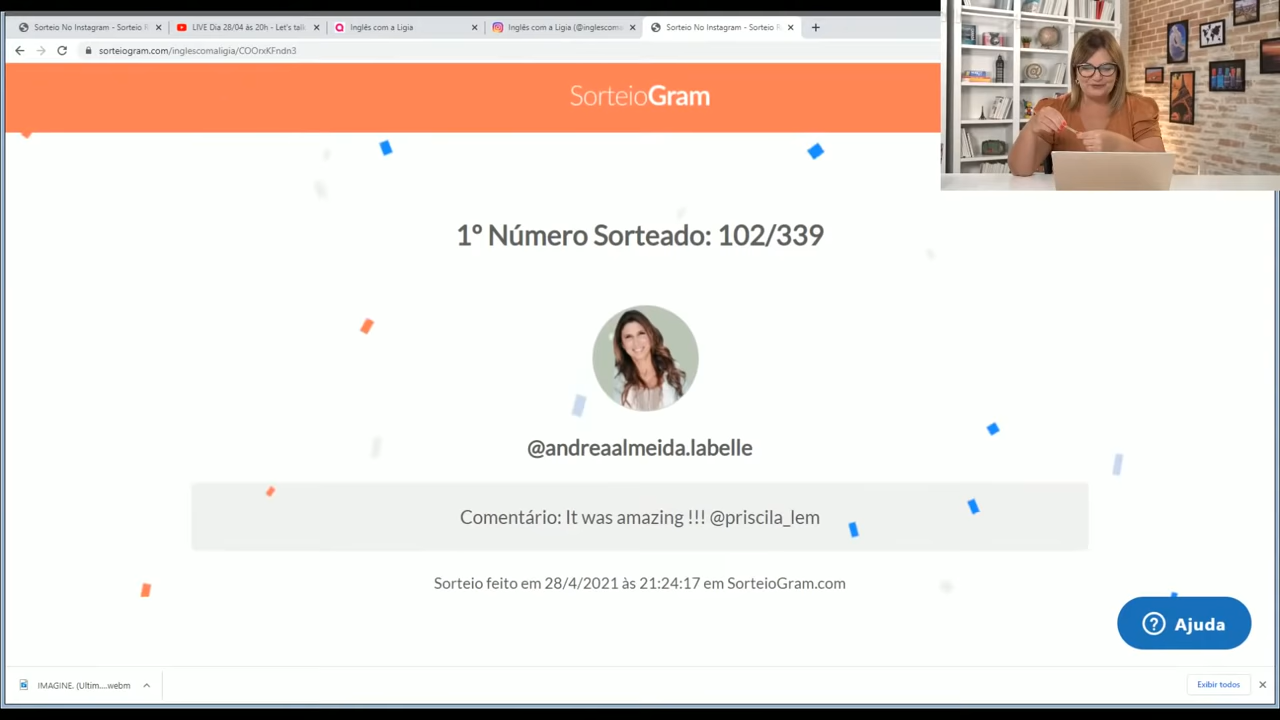 Sorteio No Instagram - Sorteio R
LIVE Dia 28/04 às 20h - Let's talk
Inglês com a Ligia
Inglês com a Ligia (@inglescoma
Sorteio No Instagram - Sorteio R
sorteiogram.com/inglescomaligia/COOrxKFndn3
SorteioGram
1º Número Sorteado: 102/339
@andreaalmeida.labelle
Comentário: It was amazing !!! @priscila_lem
Sorteio feito em 28/4/2021 às 21:24:17 em SorteioGram.com
Ajuda
IMAGINE. (Ultim....webm
Exibir todos